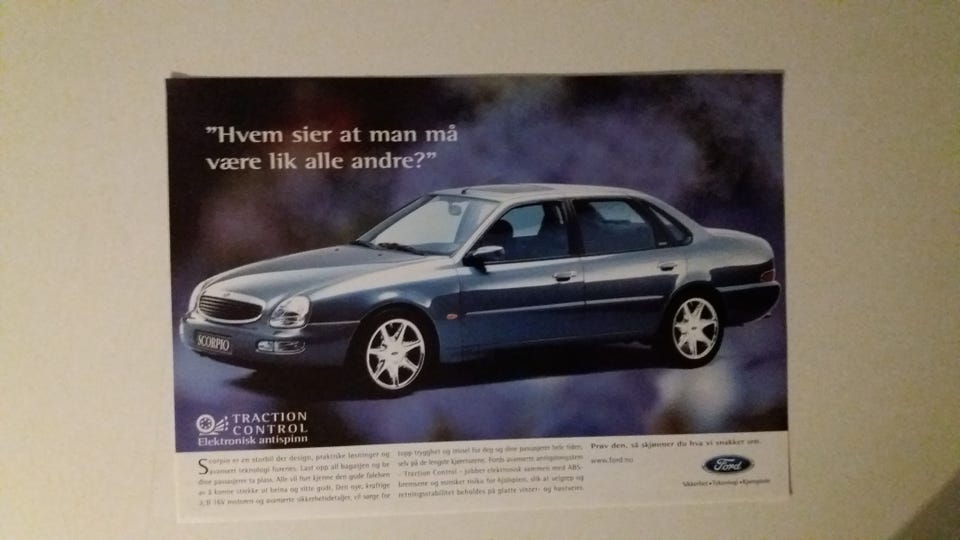 "Hvem sier at man må
være lik alle andre?"
SCORPIO
TRACTION
CONTROL
Elektronisk antispinn
Scorpio er en storbil der design, praktiske løsninger og
avansert teknologi forenes. Last opp all bagasjen og be
dine passasjerer ta plass. Alle vil fort kjenne den gode følelsen
av å kunne strekke ut beina og sitte godt. Den nye, kraftige
2,3l 16V motoren og avanserte sikkerhetsdetaljer, vil sørge for
topp trygghet og trivsel for deg og dine passasjerer hele tiden,
selv på de lengste kjøreturene. Fords avanserte antispinnsystem
- Traction Control - jobber elektronisk sammen med ABS-
bremsene og minsker risiko for hjulspinn, slik at veigrep og
retningsstabilitet beholdes på glatte vinter- og høstveier.
Prøv den, så skjønner du hva vi snakker om.
www.ford.no
Ford
Sikkerhet • Teknologi • Kjøreglede